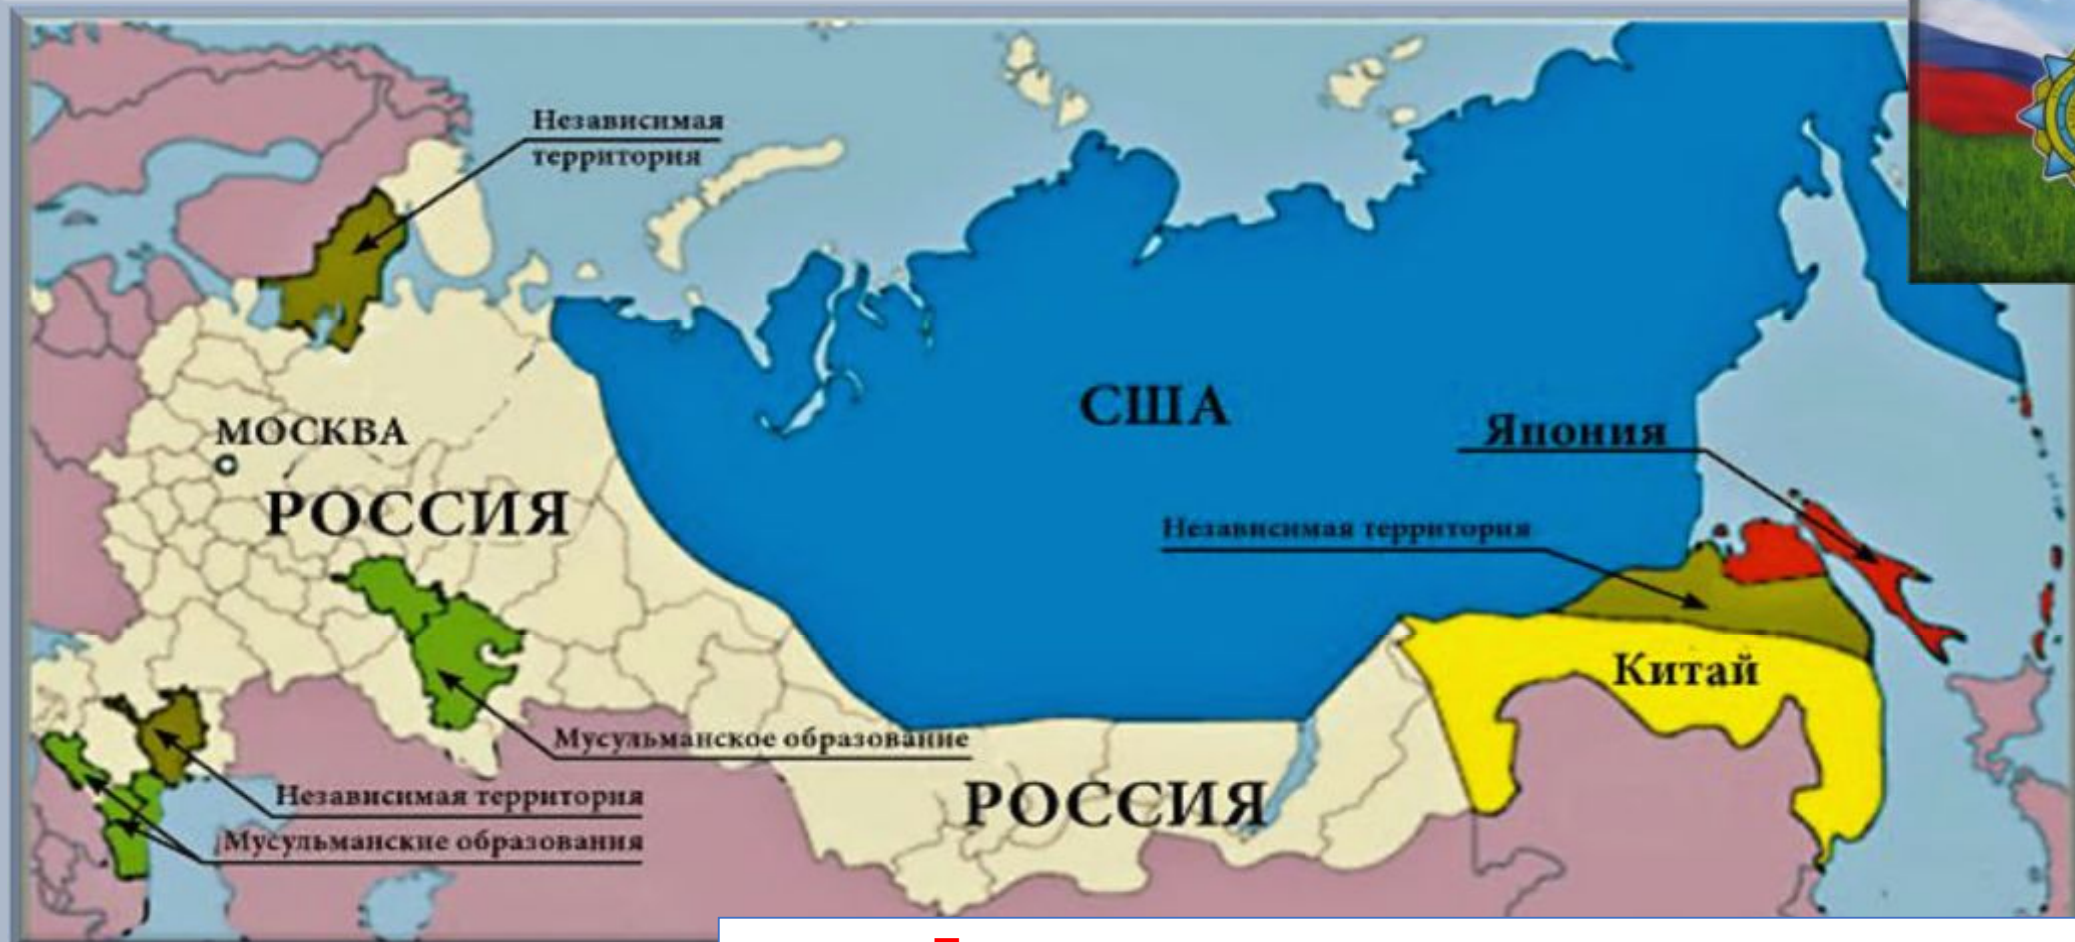 Независимая
территория
США
Япония
МОСКВА
РОССИЯ
Независимая территория
Китай
Мусульманское образование
Независимая территория
РОССИЯ
Мусульманские образования